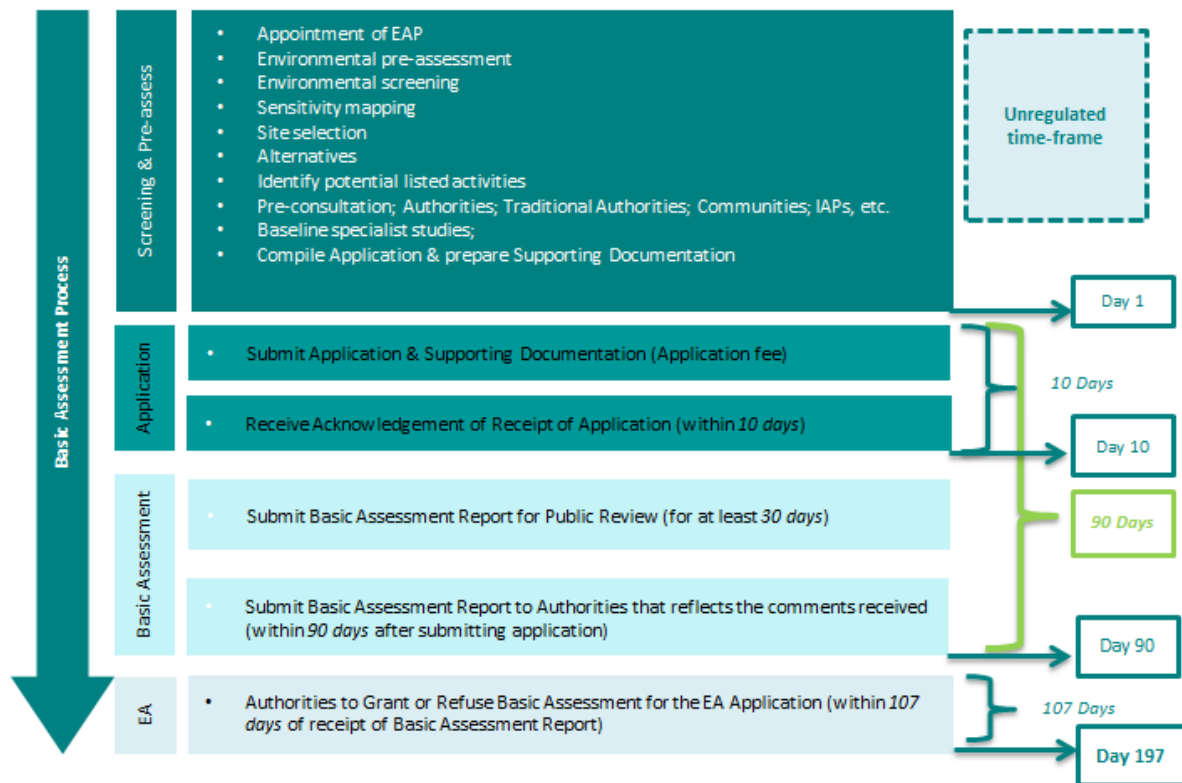 Basic Assessment Process
Screening & Pre-assess
• Appointment of EAP
• Environmental pre-assessment
• Environmental screening
• Sensitivity mapping
• Site selection
• Alternatives
• Identify potential listed activities
• Pre-consultation; Authorities; Traditional Authorities; Communities; IAPs, etc.
• Baseline specialist studies;
• Compile Application & prepare Supporting Documentation
Unregulated
time-frame
Day 1
Application
• Submit Application & Supporting Documentation (Application fee)
10 Days
• Receive Acknowledgement of Receipt of Application (within 10 days)
Day 10
Basic Assessment
• Submit Basic Assessment Report for Public Review (for at least 30 days)
90 Days
• Submit Basic Assessment Report to Authorities that reflects the comments received
(within 90 days after submitting application)
Day 90
EA
• Authorities to Grant or Refuse Basic Assessment for the EA Application (within 107
days of receipt of Basic Assessment Report)
107 Days
Day 197